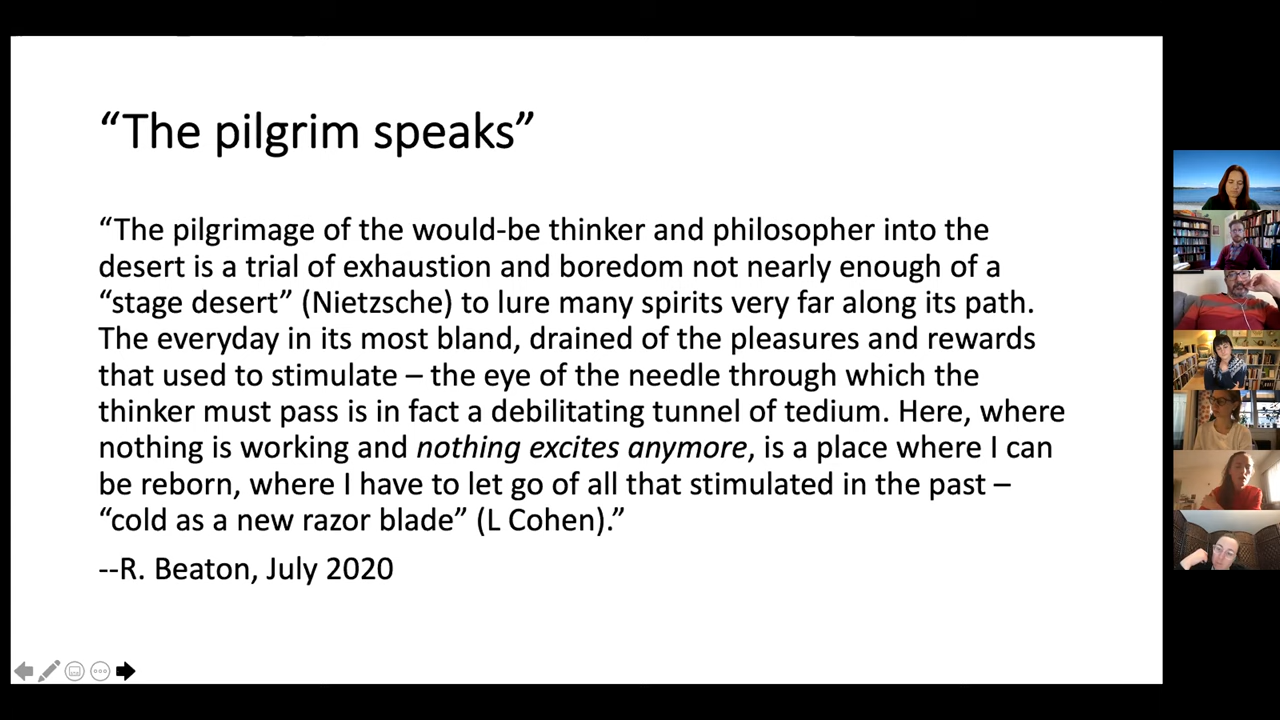 “The pilgrim speaks”
“The pilgrimage of the would-be thinker and philosopher into the
desert is a trial of exhaustion and boredom not nearly enough of a
“stage desert” (Nietzsche) to lure many spirits very far along its path.
The everyday in its most bland, drained of the pleasures and rewards
that used to stimulate – the eye of the needle through which the
thinker must pass is in fact a debilitating tunnel of tedium. Here, where
nothing is working and nothing excites anymore, is a place where I can
be reborn, where I have to let go of all that stimulated in the past –
“cold as a new razor blade” (L Cohen).”
--R. Beaton, July 2020